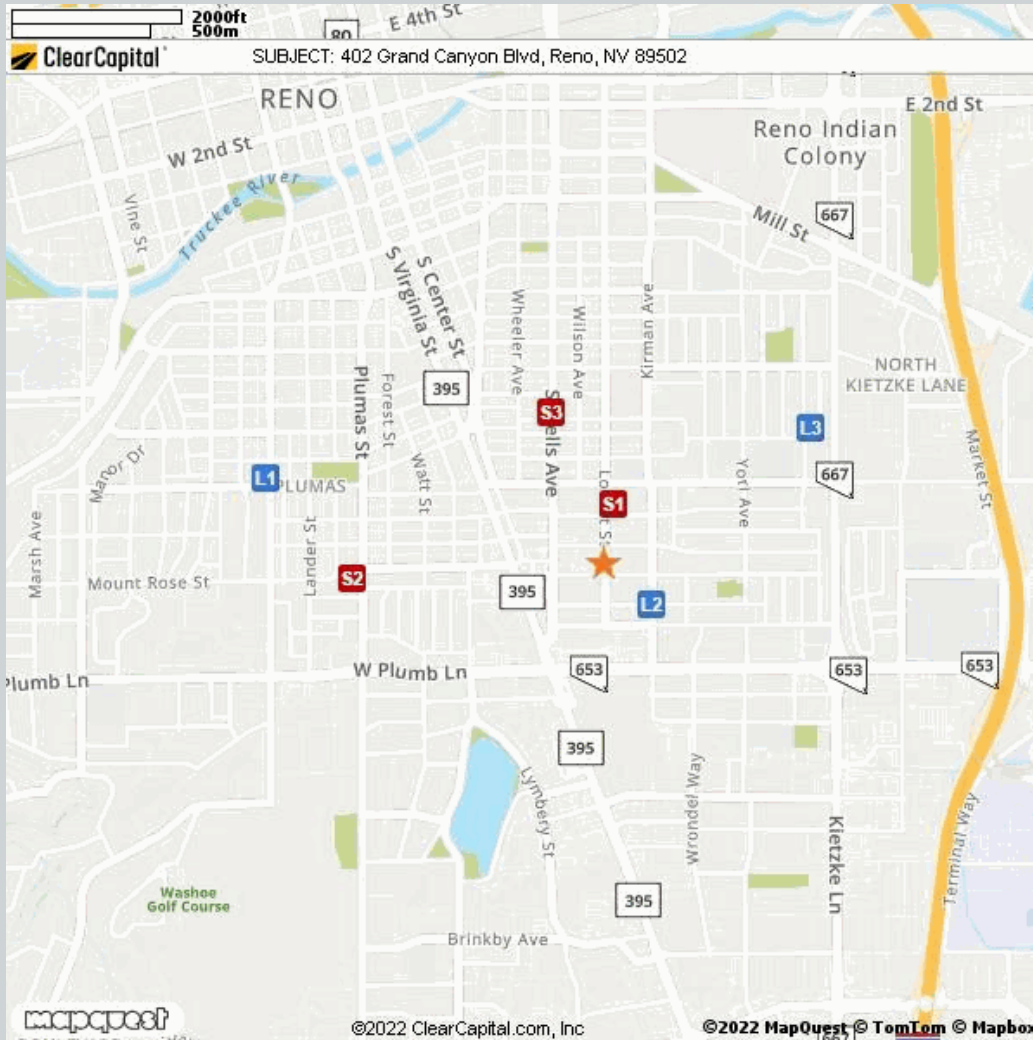 2000ft
500m
E 4th St
80
ClearCapital
SUBJECT: 402 Grand Canyon Blvd, Reno, NV 89502
RENO
E 2nd St
Reno Indian
Colony
W 2nd St
Truckee River
Vine St
667
Mill St
S Center St
S Virginia St
Wheeler Ave
Wilson Ave
Kirman Ave
NORTH
KIETZKE LANE
395
Plumas St
Forest St
S3
ells Ave
L3
Manor Dr
Watt St
L1
PLUMAS
Yori Ave
667
Market St
S1
Marsh Ave
Mount Rose St
S2
395
L2
W Plumb Ln
Plumb Ln
653
653
653
395
Lymbery St
Wrondel Way
Kietzke Ln
Terminal Way
Washoe
Golf Course
395
Brinkby Ave
mapquest
©2022 ClearCapital.com, Inc
©2022 MapQuest © TomTom © Mapbox